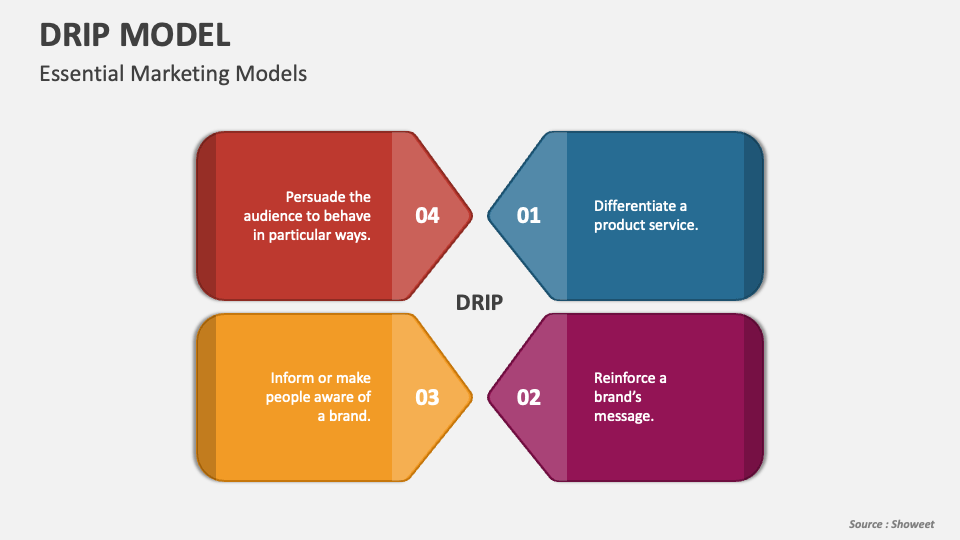 DRIP MODEL
Essential Marketing Models
Persuade the
audience to behave
in particular ways.
04
01
Differentiate a
product service.
DRIP
Inform or make
people aware of
a brand.
03
02
Reinforce a
brand’s
message.
Source : Showeet